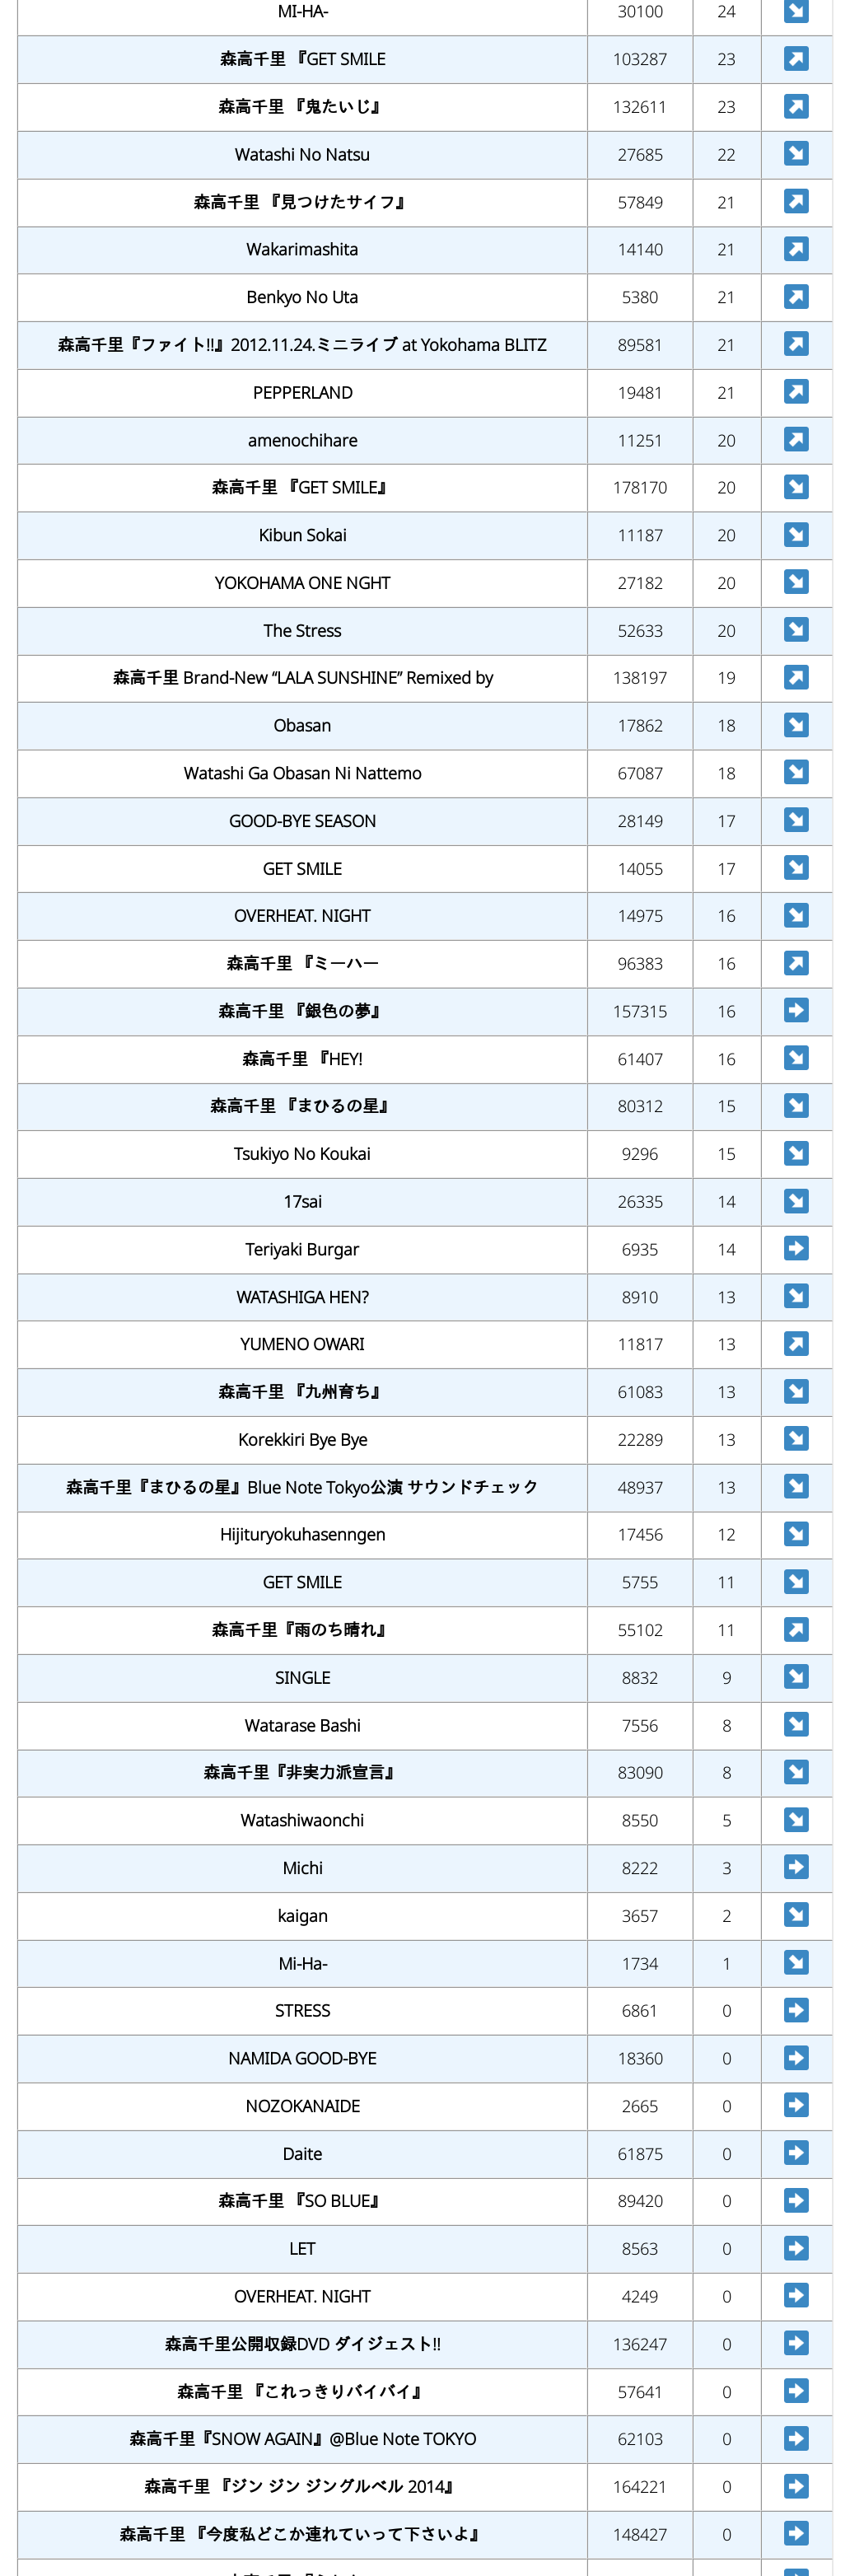 MI-HA- 30100 24
森高千里 『GET SMILE 103287 23
森高千里 『鬼たいじ』 132611 23
Watashi No Natsu 27685 22
森高千里 『見つけたサイフ』 57849 21
Wakarimashita 14140 21
Benkyo No Uta 5380 21
森高千里『ファイト!!』2012.11.24.ミニライブ at Yokohama BLITZ 89581 21
PEPPERLAND 19481 21
amenochihare 11251 20
森高千里 『GET SMILE』 178170 20
Kibun Sokai 11187 20
YOKOHAMA ONE NGHT 27182 20
The Stress 52633 20
森高千里 Brand-New “LALA SUNSHINE” Remixed by 138197 19
Obasan 17862 18
Watashi Ga Obasan Ni Nattemo 67087 18
GOOD-BYE SEASON 28149 17
GET SMILE 14055 17
OVERHEAT. NIGHT 14975 16
森高千里 『ミーハー 96383 16
森高千里 『銀色の夢』 157315 16
森高千里 『HEY! 61407 16
森高千里 『まひるの星』 80312 15
Tsukiyo No Koukai 9296 15
17sai 26335 14
Teriyaki Burgar 6935 14
WATASHIGA HEN? 8910 13
YUMENO OWARI 11817 13
森高千里 『九州育ち』 61083 13
Korekkiri Bye Bye 22289 13
森高千里『まひるの星』Blue Note Tokyo公演 サウンドチェック 48937 13
Hijituryokuhasenngen 17456 12
GET SMILE 5755 11
森高千里『雨のち晴れ』 55102 11
SINGLE 8832 9
Watarase Bashi 7556 8
森高千里『非実力派宣言』 83090 8
Watashiwaonchi 8550 5
Michi 8222 3
kaigan 3657 2
Mi-Ha- 1734 1
STRESS 6861 0
NAMIDA GOOD-BYE 18360 0
NOZOKANAIDE 2665 0
Daite 61875 0
森高千里 『SO BLUE』 89420 0
LET 8563 0
OVERHEAT. NIGHT 4249 0
森高千里公開収録DVD ダイジェスト!! 136247 0
森高千里 『これっきりバイバイ』 57641 0
森高千里『SNOW AGAIN』@Blue Note TOKYO 62103 0
森高千里 『ジン ジン ジングルベル 2014』 164221 0
森高千里 『今度私どこか連れていって下さいよ』 148427 0